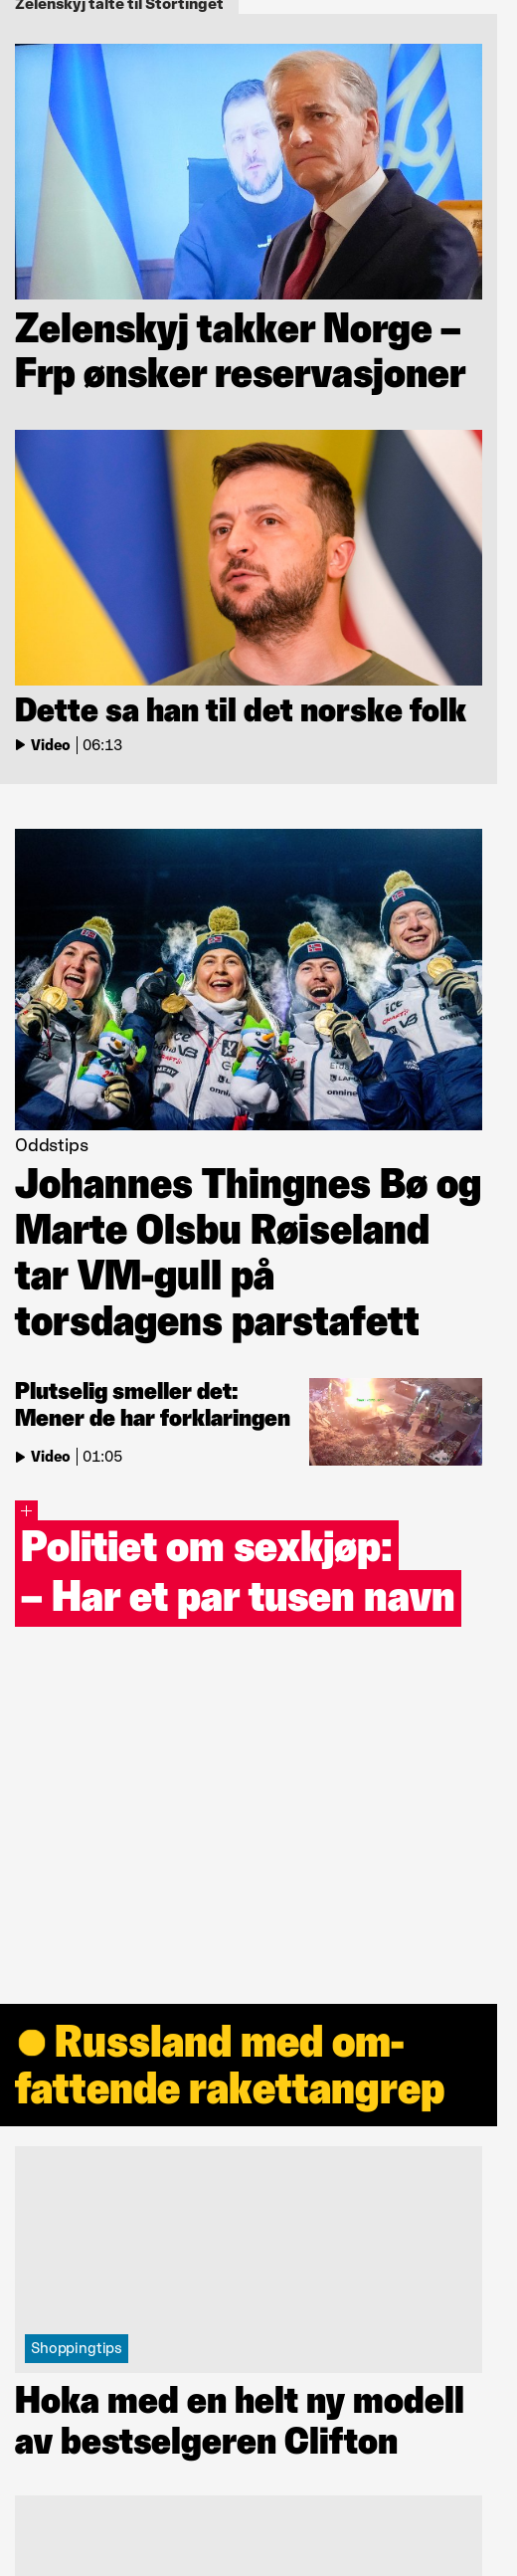 Zelenskyj talte til Stortinget
Zelenskyj takker Norge –
Frp ønsker reservasjoner
Dette sa han til det norske folk
Video | 06:13
Oddstips
Johannes Thingnes Bø og
Marte Olsbu Røiseland
tar VM-gull på
torsdagens parstafett
Plutselig smeller det:
Mener de har forklaringen
Video | 01:05
+
Politiet om sexkjøp:
– Har et par tusen navn
Russland med om-
fattende rakettangrep
Shoppingtips
Hoka med en helt ny modell
av bestselgeren Clifton